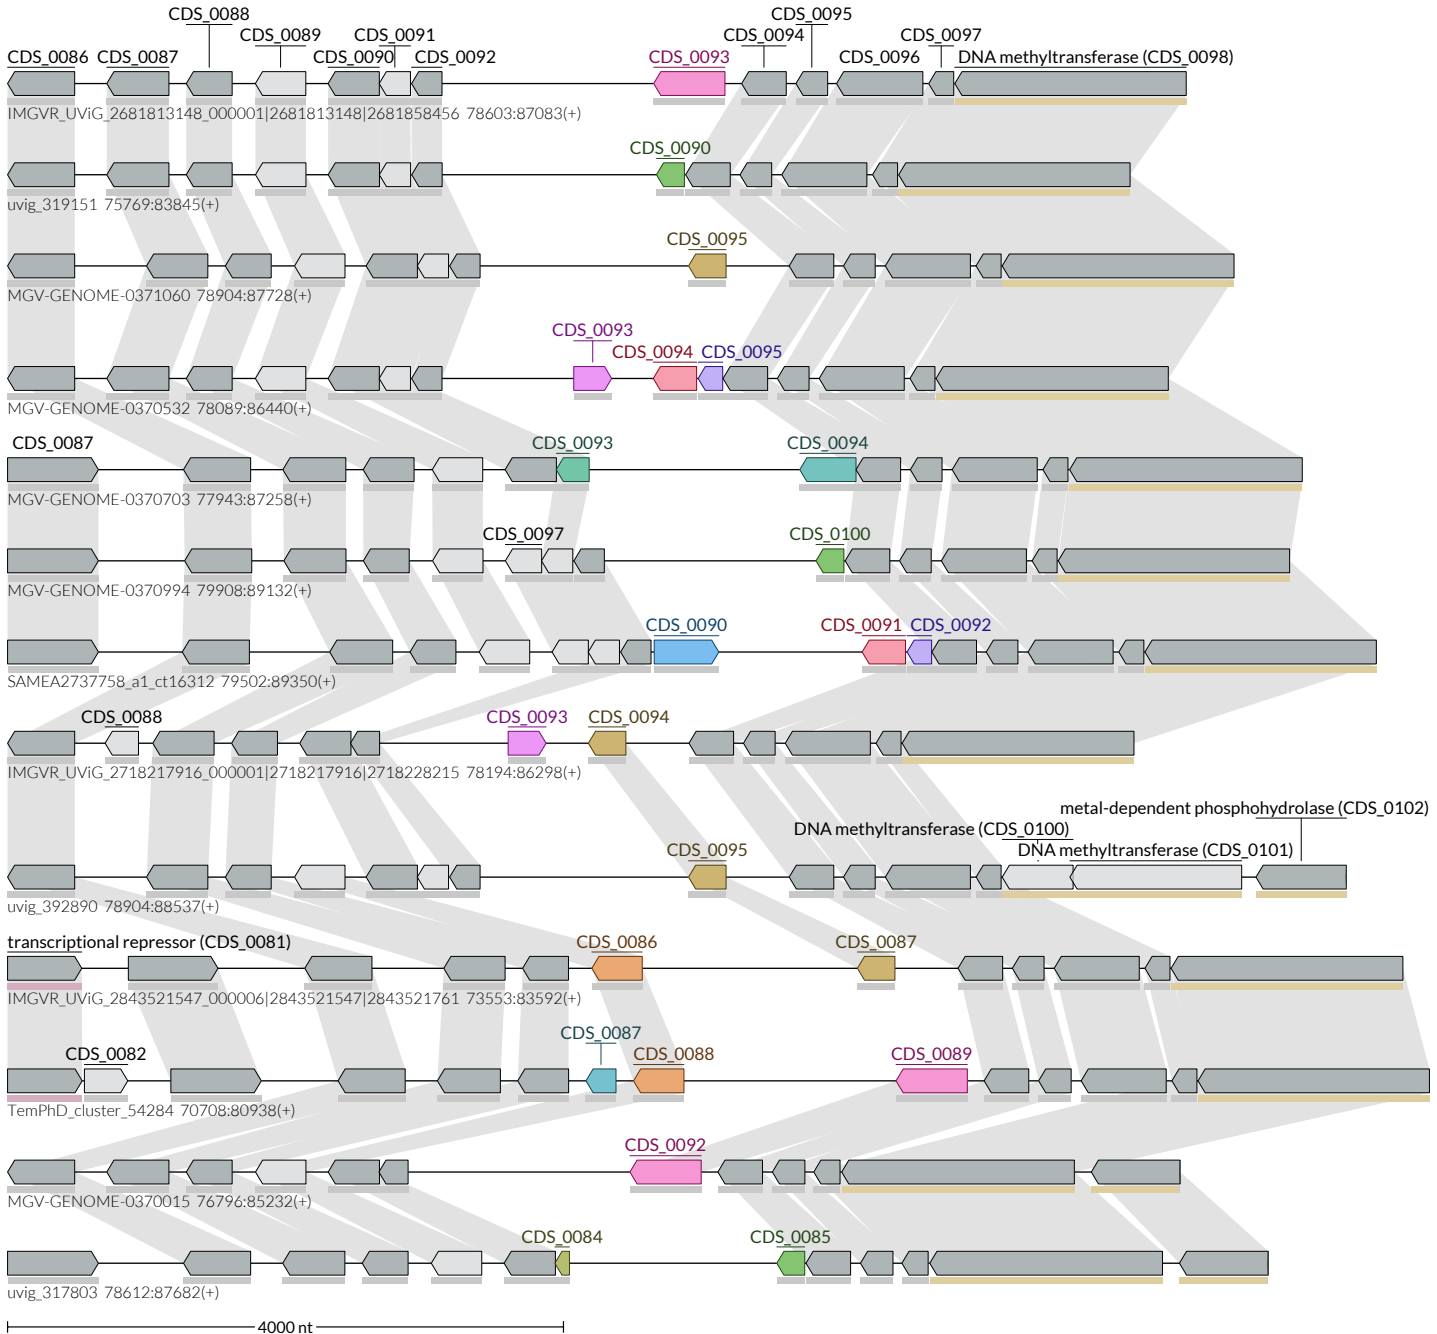 CDS_0088
CDS_0095
CDS_0089
CDS_0091
CDS_0094
CDS_0097
CDS_0086
CDS_0087
CDS_0090
CDS_0092
CDS_0093
CDS_0096
DNA methyltransferase (CDS_0098)
IMGVR_UViG_2681813148_000001|2681813148|2681858456 78603:87083(+)
CDS_0090
uvig_319151 75769:83845(+)
CDS_0095
MGV-GENOME-0371060 78904:87728(+)
CDS_0093
CDS_0094
CDS_0095
MGV-GENOME-0370532 78089:86440(+)
CDS_0087
CDS_0093
CDS_0094
MGV-GENOME-0370703 77943:87258(+)
CDS_0097
CDS_0100
MGV-GENOME-0370994 79908:89132(+)
CDS_0090
CDS_0091
CDS_0092
SAMEA2737758_a1_ct16312 79502:89350(+)
CDS_0088
CDS_0093
CDS_0094
IMGVR_UViG_2718217916_000001|2718217916|2718228215 78194:86298(+)
metal-dependent phosphohydrolase (CDS_0102)
DNA methyltransferase (CDS_0100)
CDS_0095
DNA methyltransferase (CDS_0101)
uvig_392890 78904:88537(+)
transcriptional repressor (CDS_0081)
CDS_0086
CDS_0087
IMGVR_UViG_2843521547_000006|2843521547|2843521761 73553:83592(+)
CDS_0087
CDS_0082
CDS_0088
CDS_0089
TemPhD_cluster_54284 70708:80938(+)
CDS_0092
MGV-GENOME-0370015 76796:85232(+)
CDS_0084
CDS_0085
uvig_317803 78612:87682(+)
4000 nt